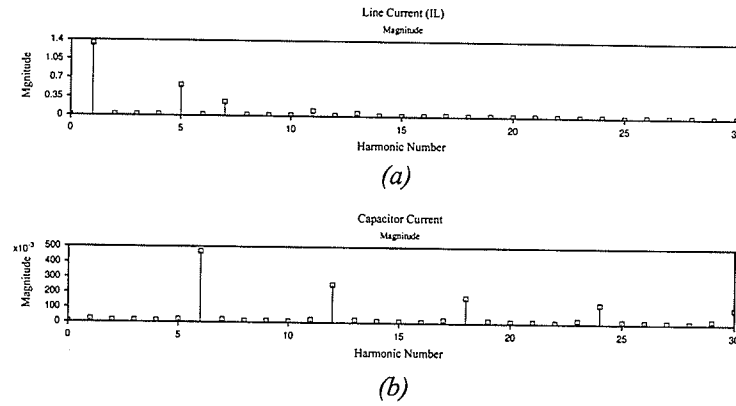 Line Current (IL)
Magnitude
Mgnitude
1.4
1.05
0.7
0.35
0
0 5 10 15 20 25 30
Harmonic Number
(a)
Capacitor Current
Magnitude
x10-3
Magnitude
500
400
300
200
100
0
0 5 10 15 20 25 30
Harmonic Number
(b)